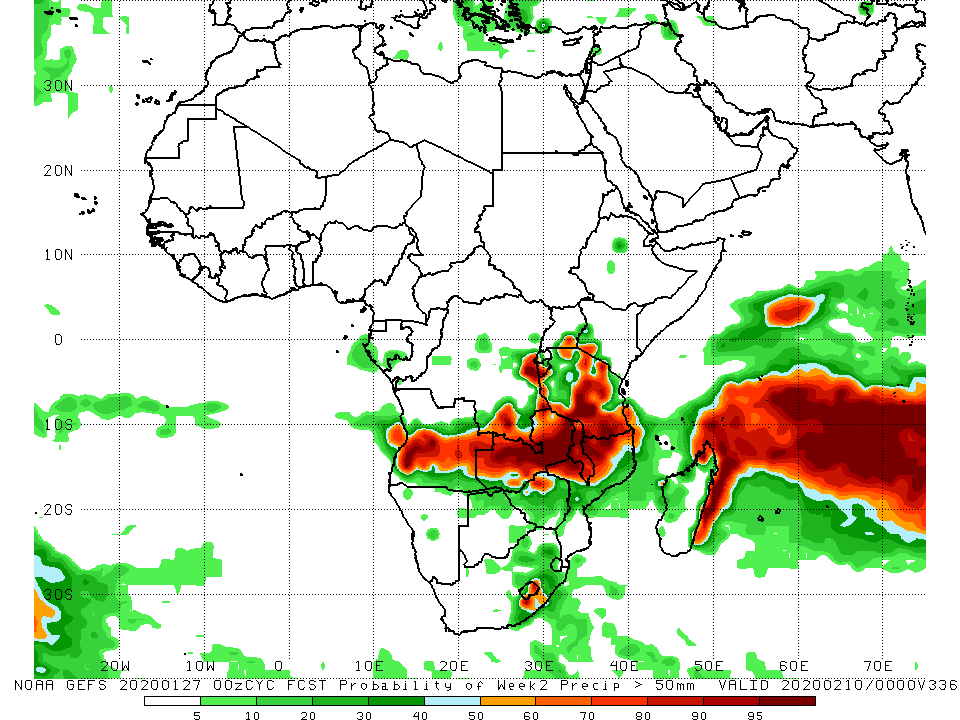 30N
20N
10N
0
10S
20S
30S
20W 10W 0 10E 20E 30E 40E 50E 60E 70E
NOAA GEFS 20200127 00zCYC FCST Probability of Week2 Precip > 50mm VALID 20200210/0000V336
5 10 20 30 40 50 60 70 80 90 95